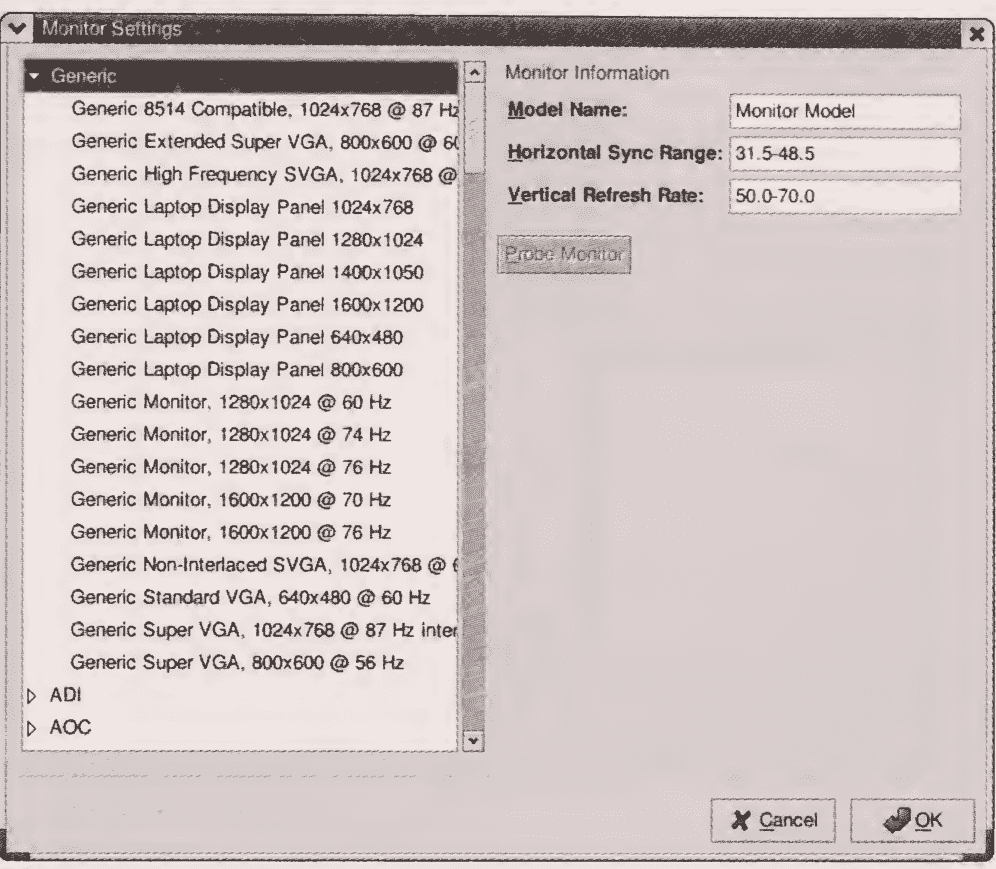 Monitor Settings
Generic
Generic 8514 Compatible, 1024x768 @ 87 Hz
Generic Extended Super VGA, 800x600 @ 60
Generic High Frequency SVGA, 1024x768 @
Generic Laptop Display Panel 1024x768
Generic Laptop Display Panel 1280x1024
Generic Laptop Display Panel 1400x1050
Generic Laptop Display Panel 1600x1200
Generic Laptop Display Panel 640x480
Generic Laptop Display Panel 800x600
Generic Monitor, 1280x1024 @ 60 Hz
Generic Monitor, 1280x1024 @ 74 Hz
Generic Monitor, 1280x1024 @ 76 Hz
Generic Monitor, 1600x1200 @ 70 Hz
Generic Monitor, 1600x1200 @ 76 Hz
Generic Non-Interlaced SVGA, 1024x768 @
Generic Standard VGA, 640x480 @ 60 Hz
Generic Super VGA, 1024x768 @ 87 Hz inter
Generic Super VGA, 800x600 @ 56 Hz
ADI
AOC
Monitor Information
Model Name: Monitor Model
Horizontal Sync Range: 31.5-48.5
Vertical Refresh Rate: 50.0-70.0
Probe Monitor
Cancel
OK